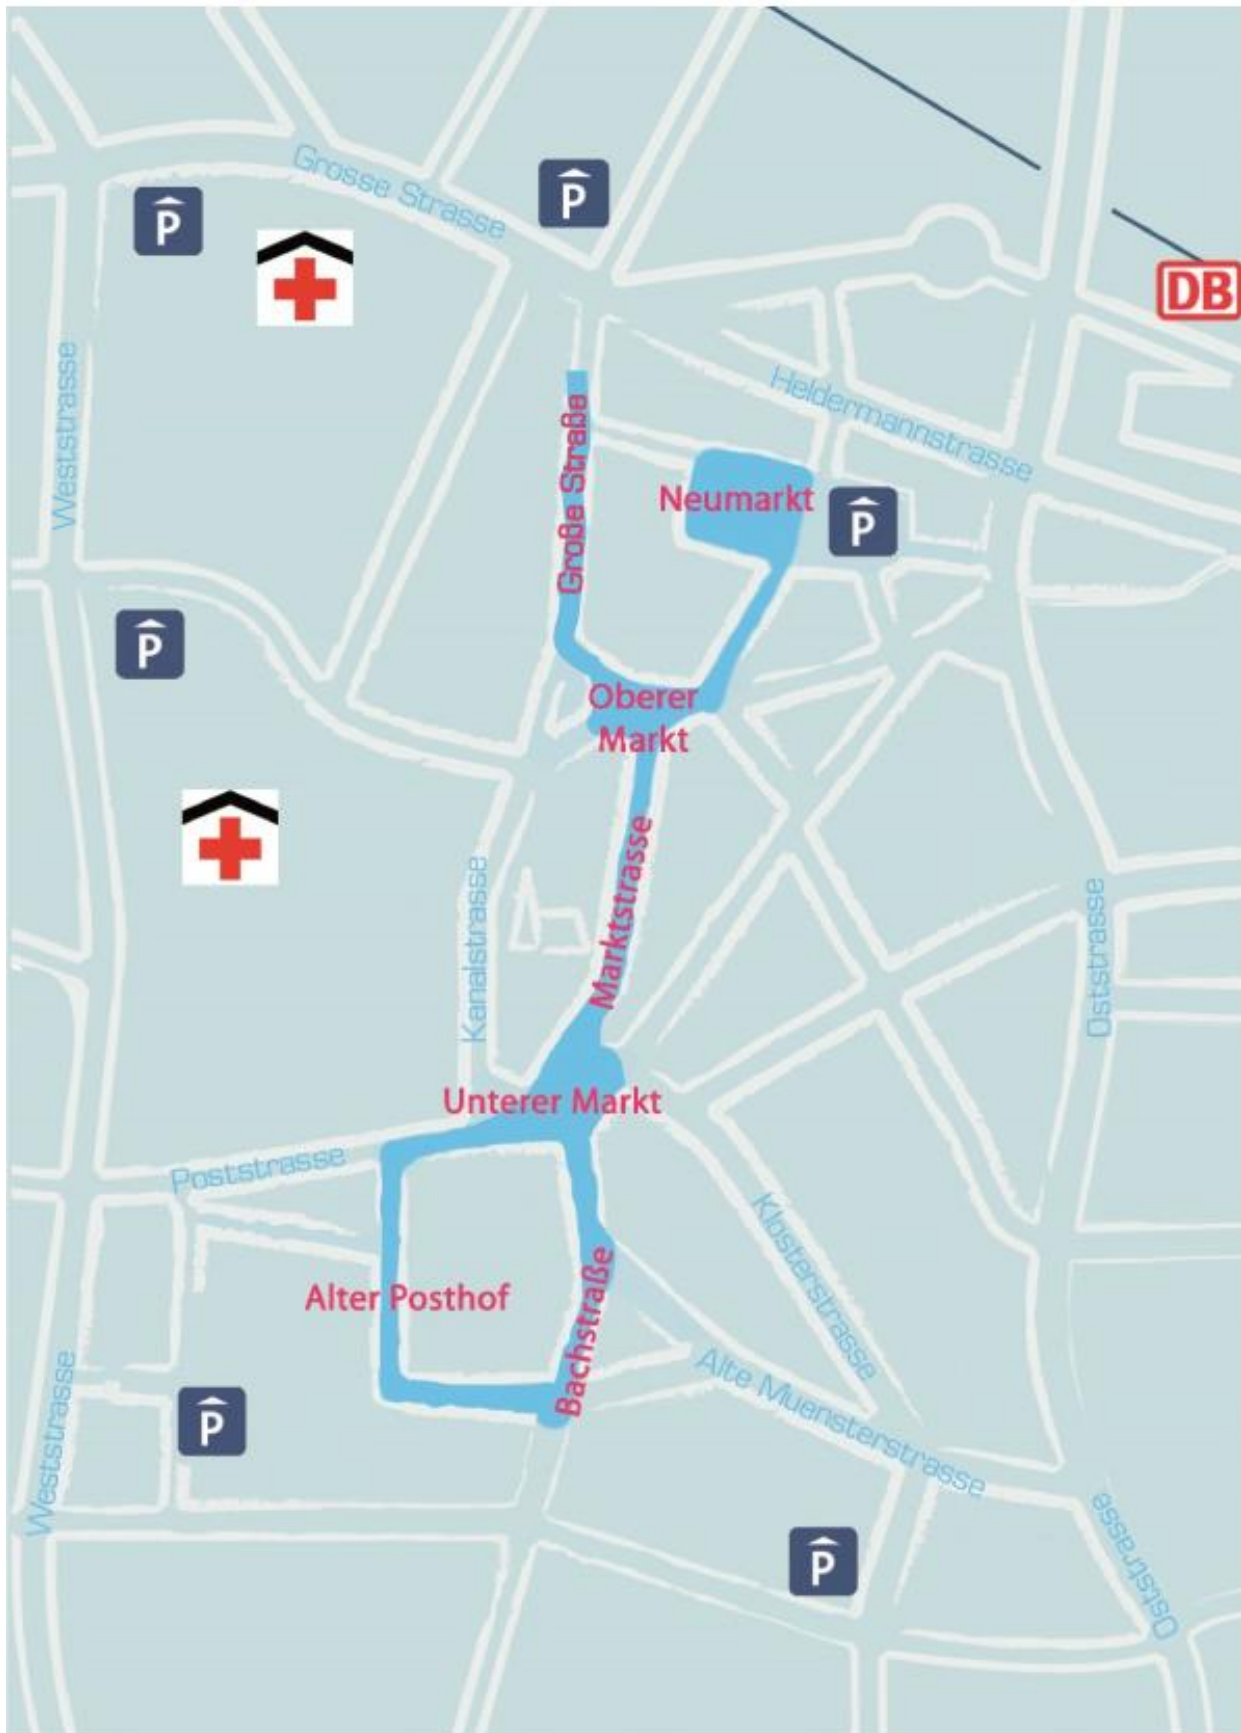 Grosse Strasse
P
P
DB
Weststrasse
Heldermannstrasse
Große Straße
Neumarkt
P
P
Oberer
Markt
Marktstrasse
Kanalstrasse
Oststrasse
Unterer Markt
Poststrasse
Klosterstrasse
Alter Posthof
Bachstraße
Alte Muensterstrasse
Weststrasse
P
Oststrasse
P